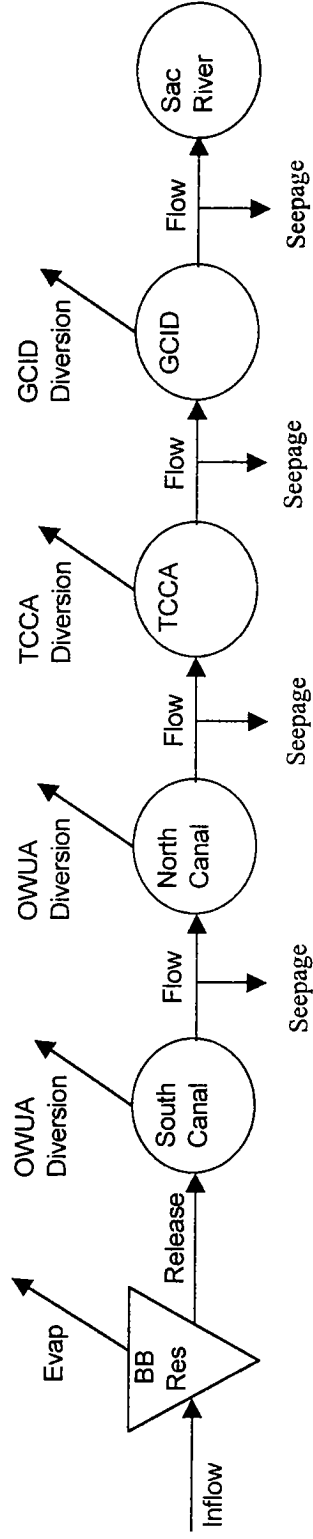 Inflow
BB
Res
Evap
Release
South
Canal
OWUA
Diversion
Flow
Seepage
North
Canal
OWUA
Diversion
Flow
Seepage
TCCA
TCCA
Diversion
Flow
Seepage
GCID
GCID
Diversion
Flow
Seepage
Sac
River